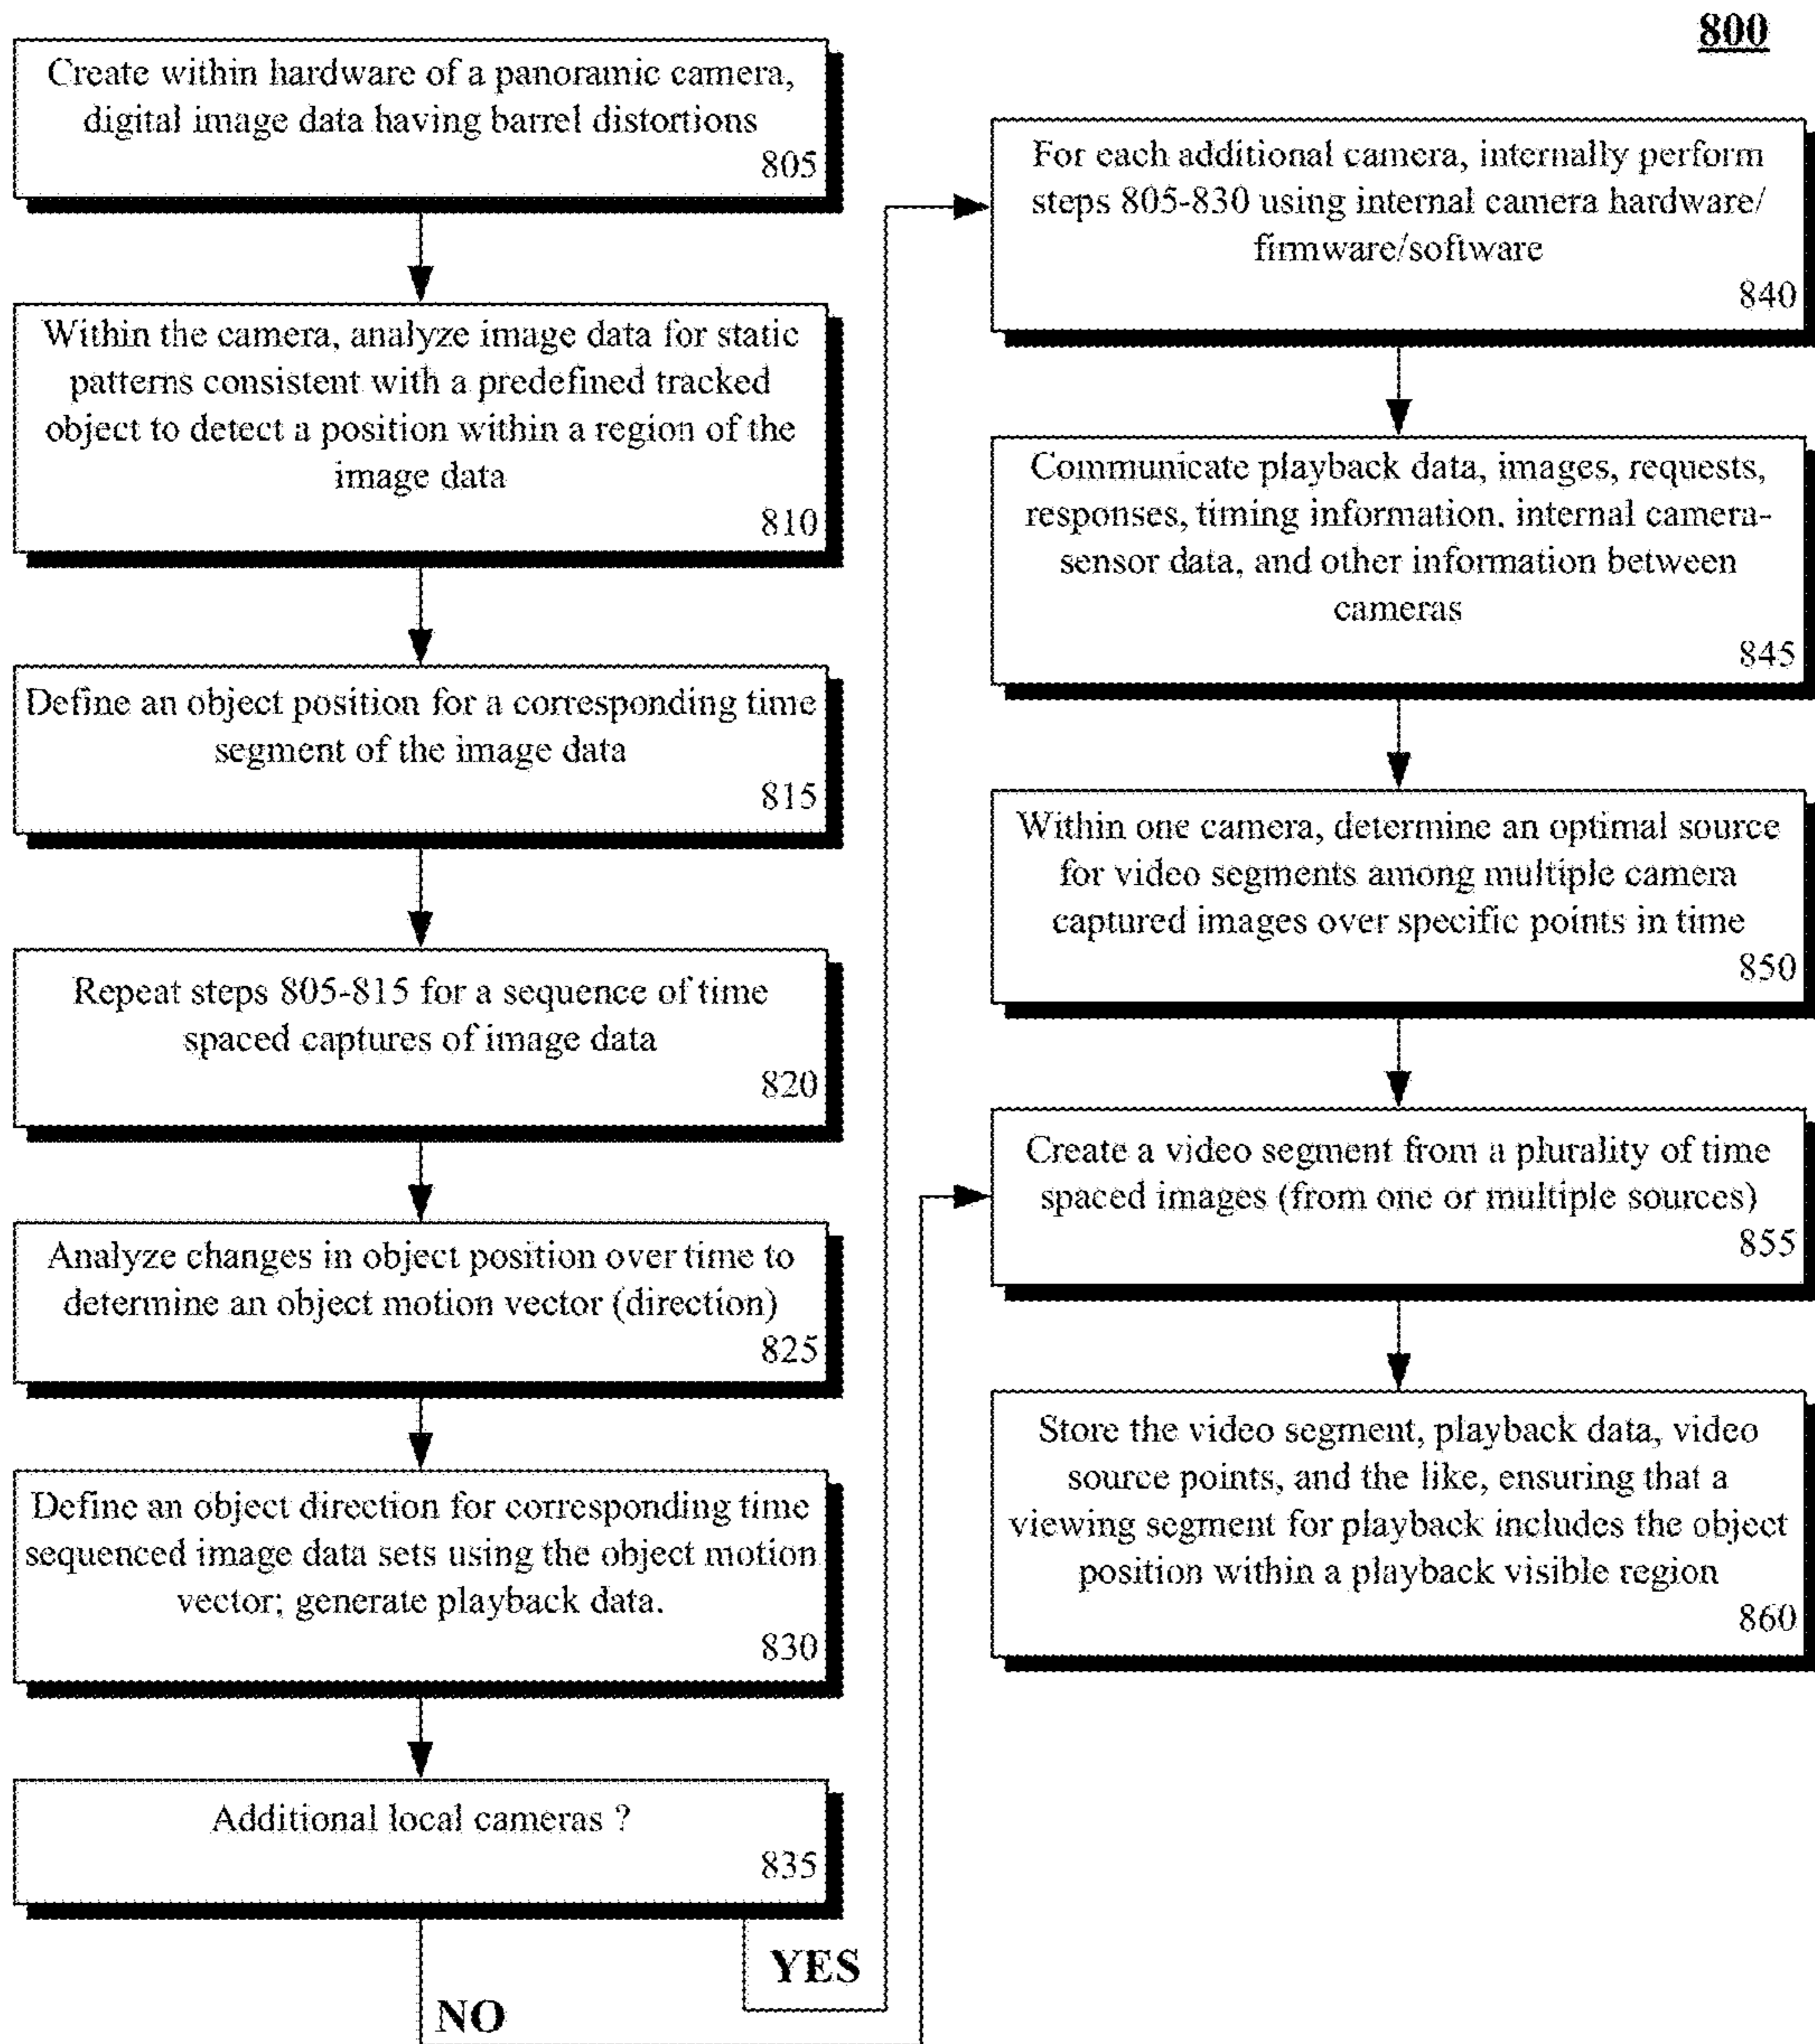 800
Create within hardware of a panoramic camera,
digital image data having barrel distortions
805
Within the camera, analyze image data for static
patterns consistent with a predefined tracked
object to detect a position within a region of the
image data
810
Define an object position for a corresponding time
segment of the image data
815
Repeat steps 805-815 for a sequence of time
spaced captures of image data
820
Analyze changes in object position over time to
determine an object motion vector (direction)
825
Define an object direction for corresponding time
sequenced image data sets using the object motion
vector; generate playback data.
830
Additional local cameras ?
835
YES
NO
For each additional camera, internally perform
steps 805-830 using internal camera hardware/
firmware/software
840
Communicate playback data, images, requests,
responses, timing information, internal camera-
sensor data, and other information between
cameras
845
Within one camera, determine an optimal source
for video segments among multiple camera
captured images over specific points in time
850
Create a video segment from a plurality of time
spaced images (from one or multiple sources)
855
Store the video segment, playback data, video
source points, and the like, ensuring that a
viewing segment for playback includes the object
position within a playback visible region
860